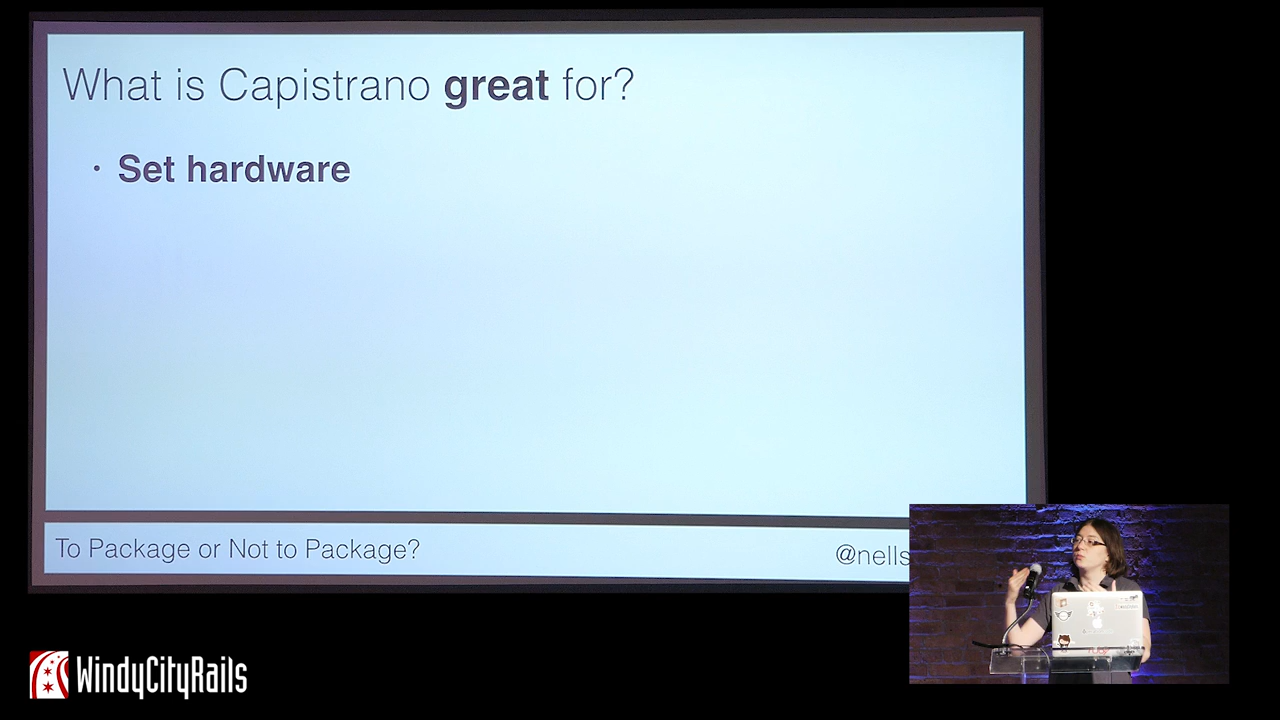 What is Capistrano great for?
· Set hardware
To Package or Not to Package?
@nells
WindyCityRails